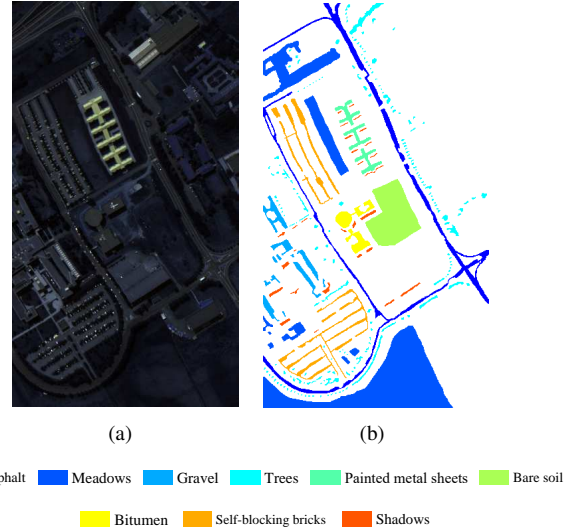 (a) (b)
phalt Meadows Gravel Trees Painted metal sheets Bare soil
Bitumen Self-blocking bricks Shadows